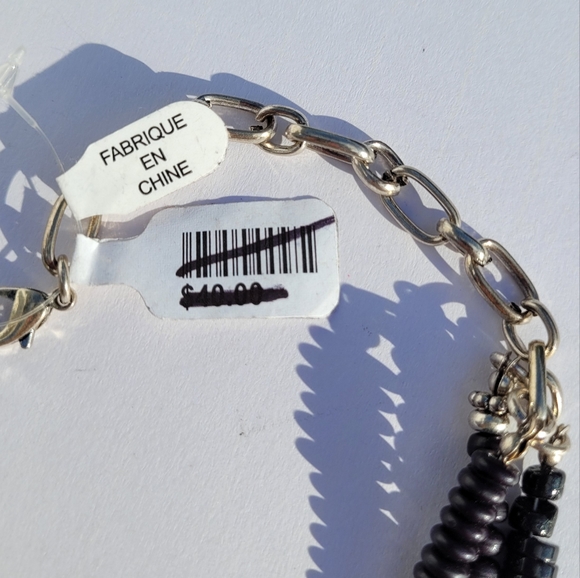 FABRIQUE
EN
CHINE
$40.00